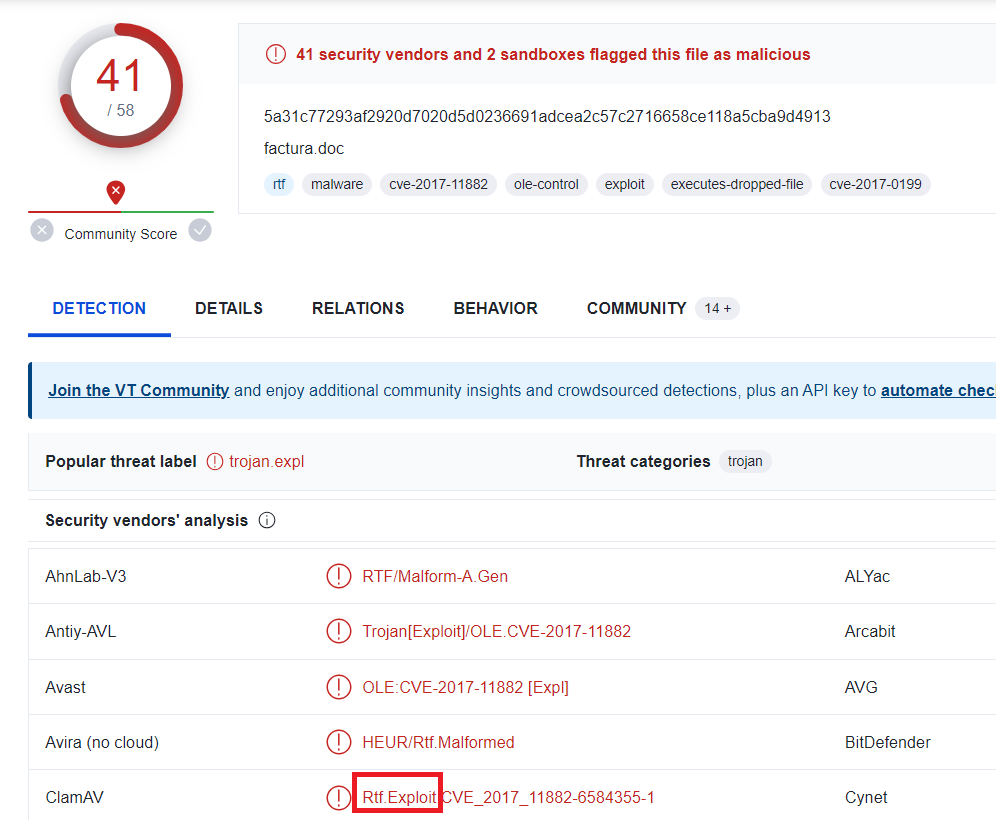 41
/ 58
Community Score
41 security vendors and 2 sandboxes flagged this file as malicious
5a31c77293af2920d7020d5d0236691adcea2c57c2716658ce118a5cba9d4913
factura.doc
rtf malware cve-2017-11882 ole-control exploit executes-dropped-file cve-2017-0199
DETECTION DETAILS RELATIONS BEHAVIOR COMMUNITY 14 +
Join the VT Community and enjoy additional community insights and crowdsourced detections, plus an API key to automate chec
Popular threat label trojan.expl Threat categories trojan
Security vendors' analysis
AhnLab-V3 RTF/Malform-A.Gen ALYac
Antiy-AVL Trojan[Exploit]/OLE.CVE-2017-11882 Arcabit
Avast OLE:CVE-2017-11882 [Expl] AVG
Avira (no cloud) HEUR/Rtf.Malformed BitDefender
ClamAV Rtf.Exploit.CVE_2017_11882-6584355-1 Cynet